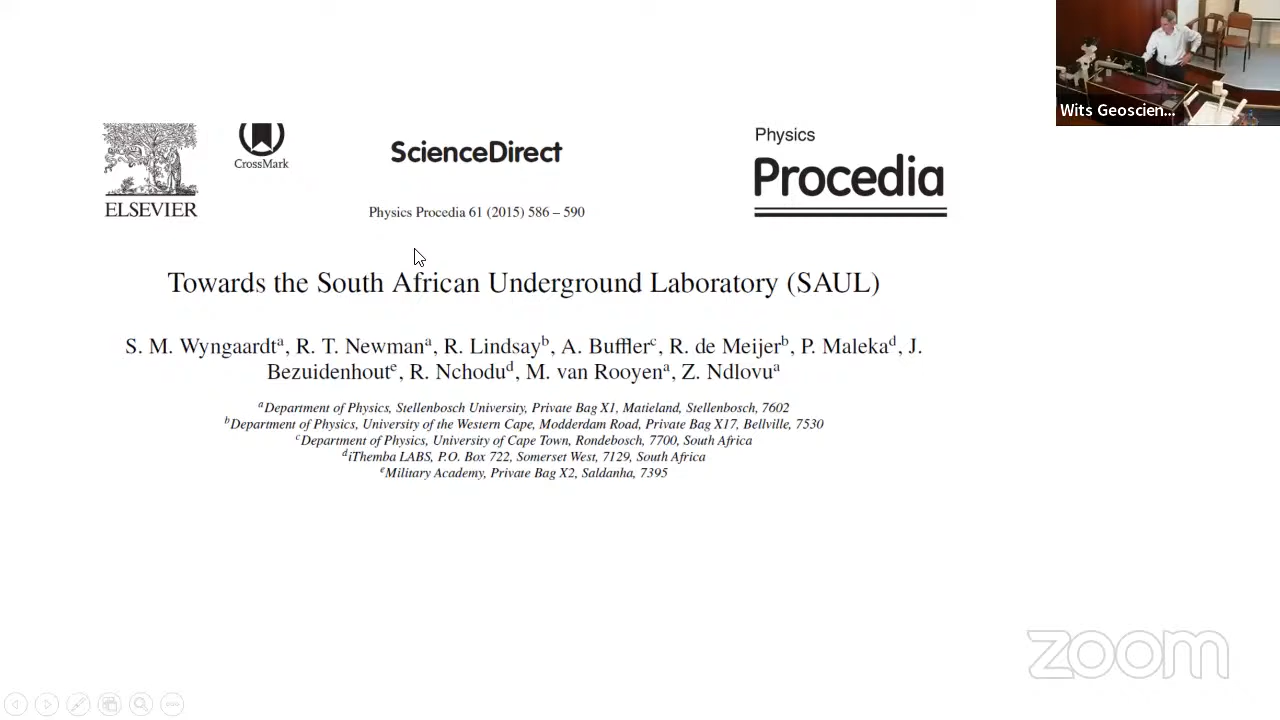 Wits Geoscien...
CrossMark
ELSEVIER
ScienceDirect
Physics Procedia 61 (2015) 586 – 590
Physics
Procedia
Towards the South African Underground Laboratory (SAUL)
S. M. Wyngaardtᵃ, R. T. Newmanᵃ, R. Lindsayᵇ, A. Bufflerᶜ, R. de Meijerᵇ, P. Malekaᵈ, J.
Bezuidenhoutᵉ, R. Nchoduᵈ, M. van Rooyenᵃ, Z. Ndlovuᵃ
ᵃDepartment of Physics, Stellenbosch University, Private Bag X1, Matieland, Stellenbosch, 7602
ᵇDepartment of Physics, University of the Western Cape, Modderdam Road, Private Bag X17, Bellville, 7530
ᶜDepartment of Physics, University of Cape Town, Rondebosch, 7700, South Africa
ᵈiThemba LABS, P.O. Box 722, Somerset West, 7129, South Africa
ᵉMilitary Academy, Private Bag X2, Saldanha, 7395
zoom